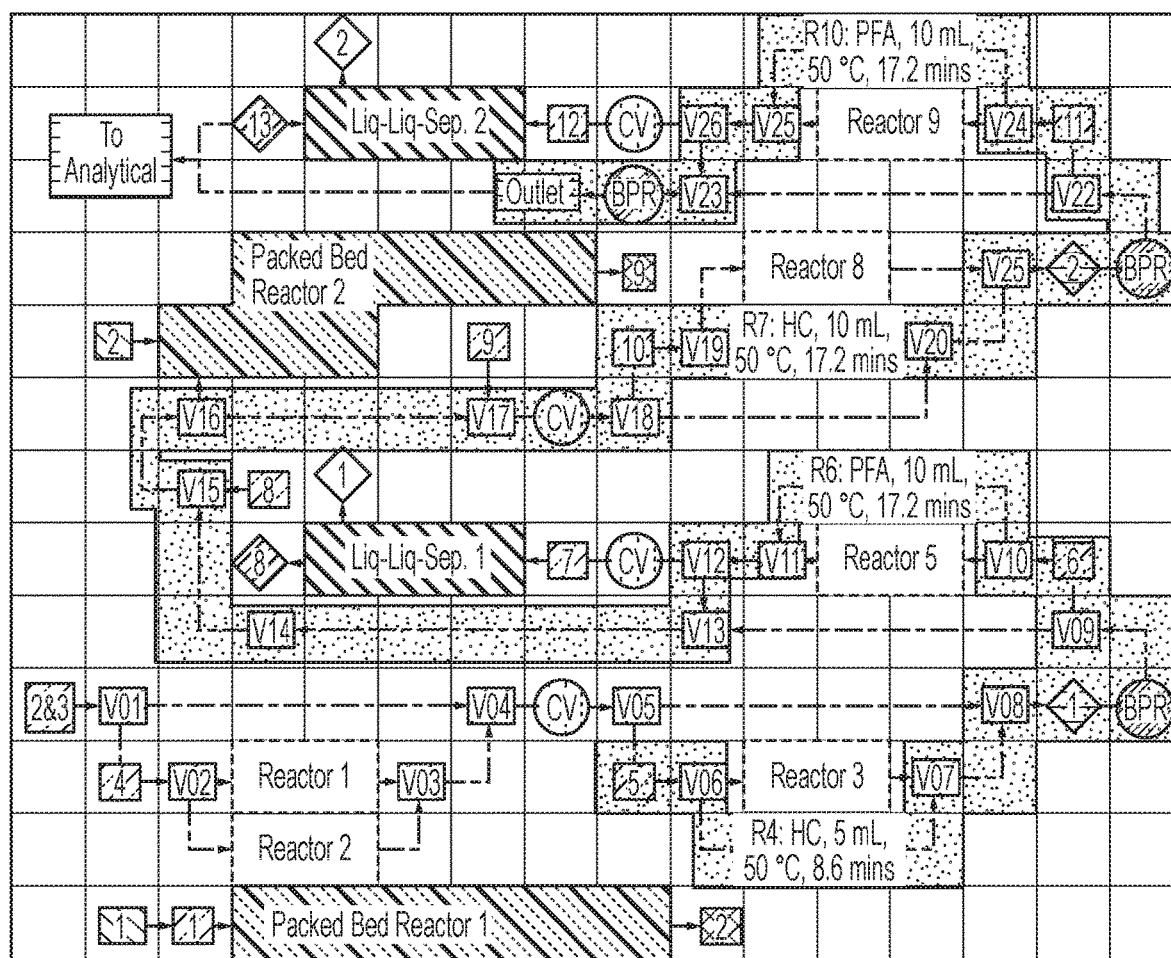 2
R10: PFA, 10 mL,
50 °C, 17.2 mins
To
Analytical
13
Liq-Liq-Sep. 2
12
CV
V26
V25
Reactor 9
V24
11
Outlet
BPR
V23
V22
Packed Bed
Reactor 2
9
Reactor 8
V25
2
BPR
2
9
10
V19
R7: HC, 10 mL,
50 °C, 17.2 mins
V20
V16
V17
CV
V18
V15
8
1
R6: PFA, 10 mL,
50 °C, 17.2 mins
8
Liq-Liq-Sep. 1
7
CV
V12
V11
Reactor 5
V10
6
V14
V13
V09
2&3
V01
V04
CV
V05
V08
1
BPR
4
V02
Reactor 1
V03
5
V06
Reactor 3
V07
Reactor 2
R4: HC, 5 mL,
50 °C, 8.6 mins
1
1
Packed Bed Reactor 1
2